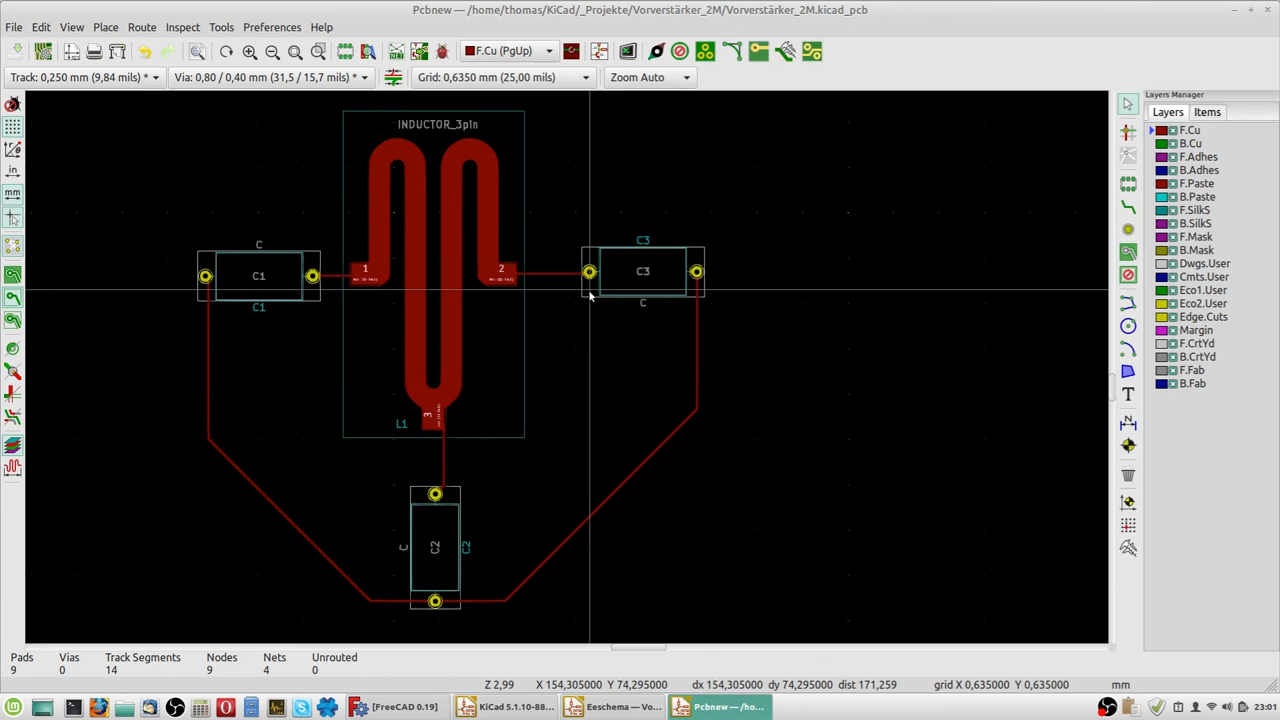 Pcbnew — /home/thomas/KiCad/_Projekte/Vorverstärker_2M/Vorverstärker_2M.kicad_pcb
File Edit View Place Route Inspect Tools Preferences Help
F.Cu (PgUp)
Track: 0,250 mm (9,84 mils) * Via: 0,80 / 0,40 mm (31,5 / 15,7 mils) * Grid: 0,6350 mm (25,00 mils) Zoom Auto
Layers Manager
Layers Items
F.Cu
B.Cu
F.Adhes
B.Adhes
F.Paste
B.Paste
F.SilkS
B.SilkS
F.Mask
B.Mask
Dwgs.User
Cmts.User
Eco1.User
Eco2.User
Edge.Cuts
Margin
F.CrtYd
B.CrtYd
F.Fab
B.Fab
in
mm
INDUCTOR_3pin
C
C1
C1
1
2
C3
C3
C
3
L1
C
C2
C2
Pads Vias Track Segments Nodes Nets Unrouted
9 0 14 9 4 0
Z 2,99 X 154,305000 Y 74,295000 dx 154,305000 dy 74,295000 dist 171,259 grid X 0,635000 Y 0,635000 mm
[FreeCAD 0.19] KiCad 5.1.10-88... Eeschema — Vo... Pcbnew — /ho... 23:01